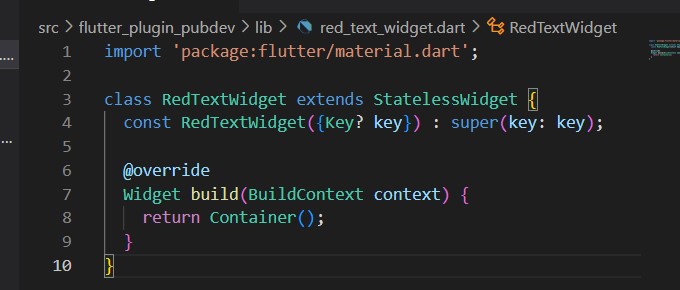 src > flutter_plugin_pubdev > lib > red_text_widget.dart > RedTextWidget
1 import 'package:flutter/material.dart';
2
3 class RedTextWidget extends StatelessWidget {
4   const RedTextWidget({Key? key}) : super(key: key);
5
6   @override
7   Widget build(BuildContext context) {
8     return Container();
9   }
10 }